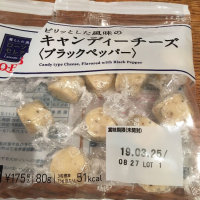 ピリッとした風味の
キャンディーチーズ
〈ブラックペッパー〉
Candy type Cheese, Flavored with Black Pepper
賞味期限(未開封)
19.03.25/
0827 LOT 1
¥175 80g 51kcal